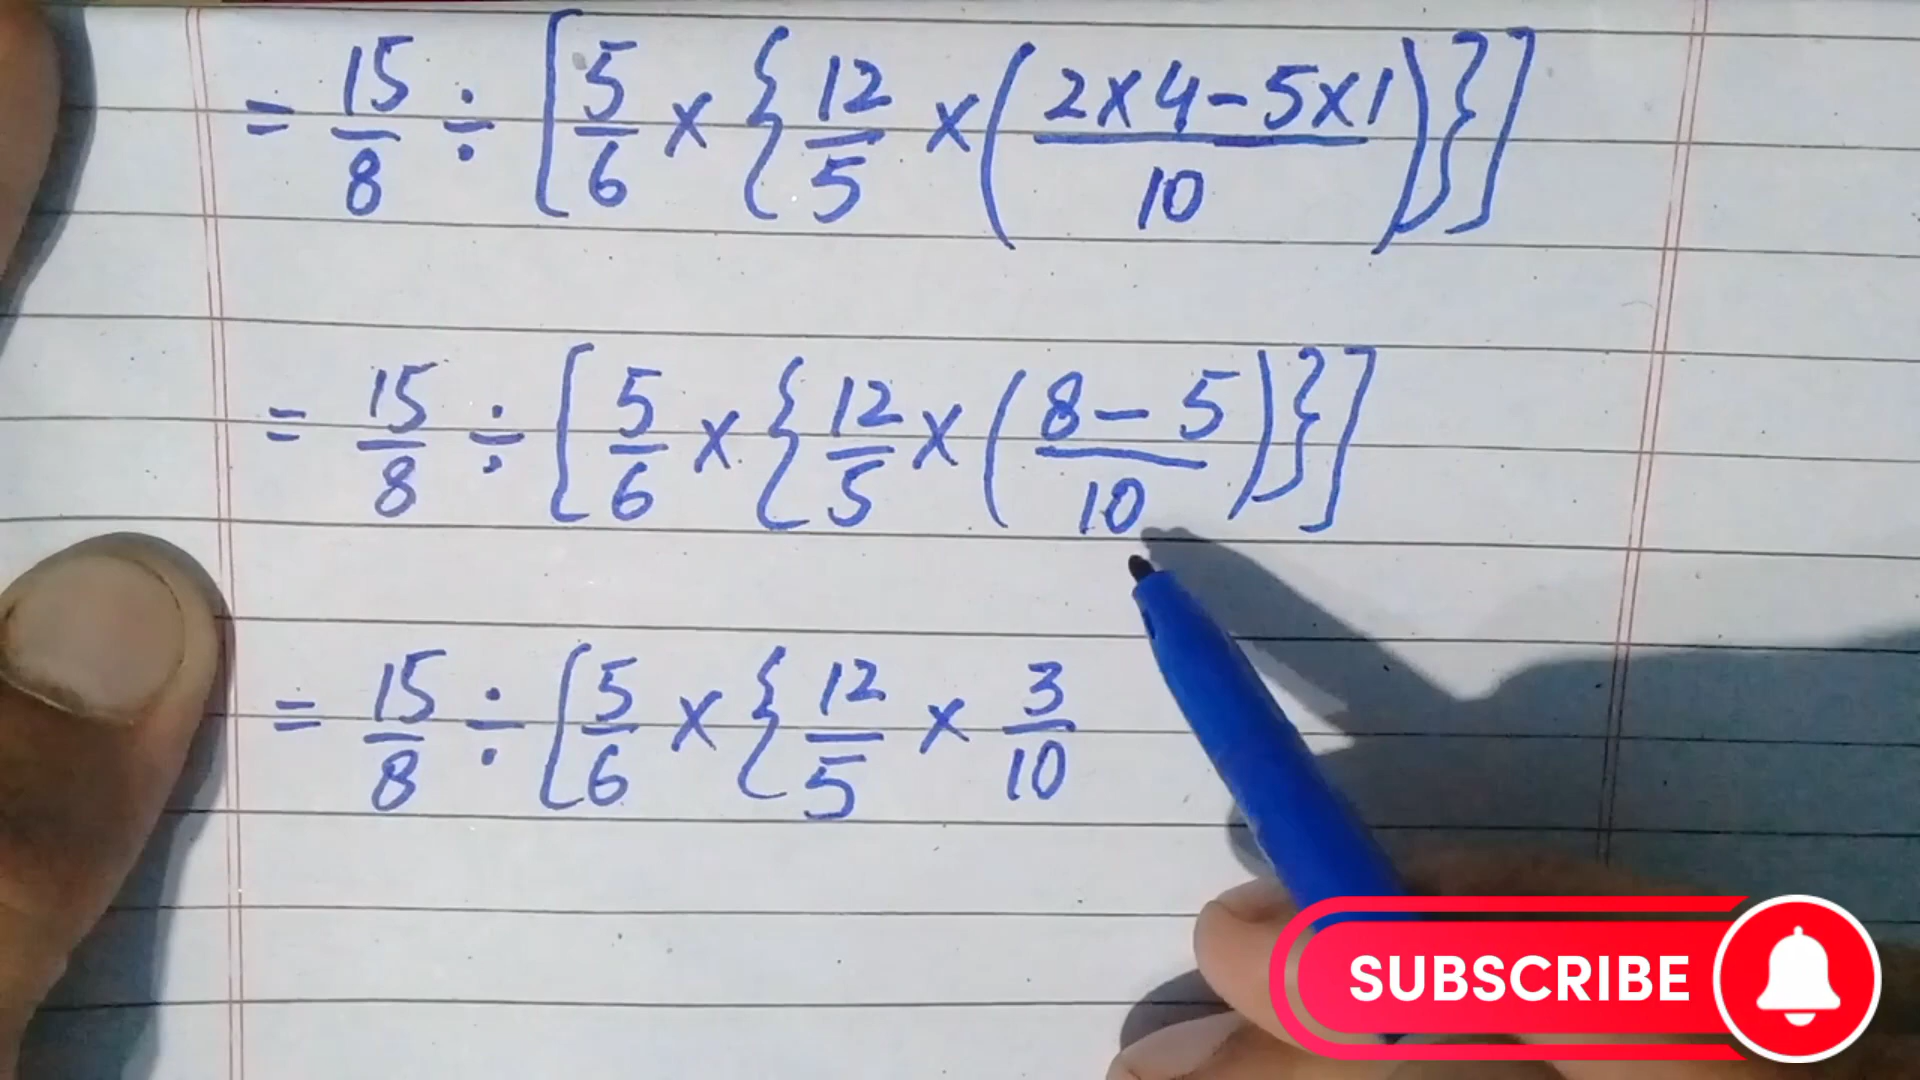 = 15/8 ÷ [5/6 × {12/5 × (2×4-5×1/10)}]
= 15/8 ÷ [5/6 × {12/5 × (8-5/10)}]
= 15/8 ÷ [5/6 × {12/5 × 3/10
SUBSCRIBE